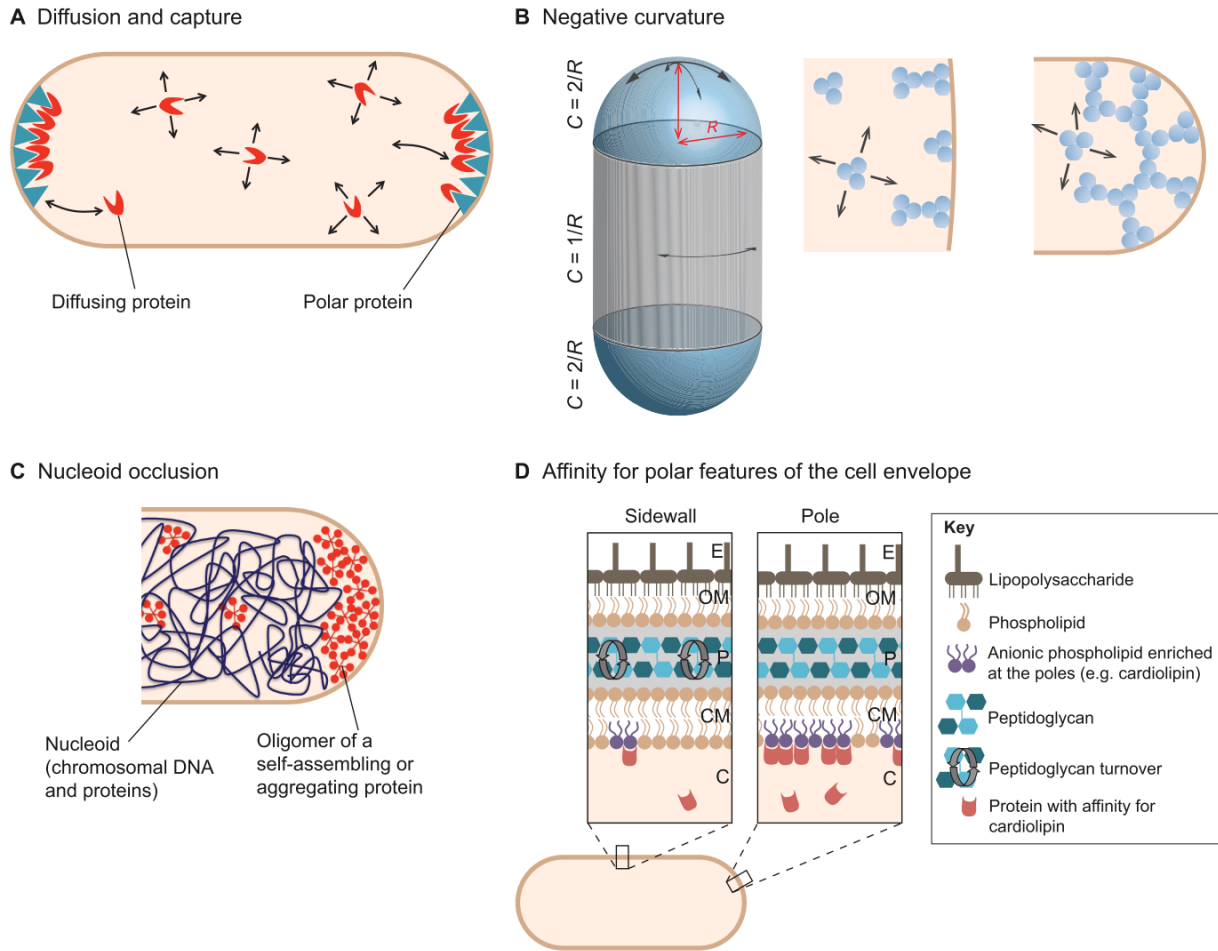 A Diffusion and capture
Diffusing protein
Polar protein
B Negative curvature
C = 2/R
C = 1/R
C = 2/R
R
C Nucleoid occlusion
Nucleoid
(chromosomal DNA
and proteins)
Oligomer of a
self-assembling or
aggregating protein
D Affinity for polar features of the cell envelope
Sidewall
E
OM
P
CM
C
Pole
E
OM
P
CM
C
Key
Lipopolysaccharide
Phospholipid
Anionic phospholipid enriched
at the poles (e.g. cardiolipin)
Peptidoglycan
Peptidoglycan turnover
Protein with affinity for
cardiolipin